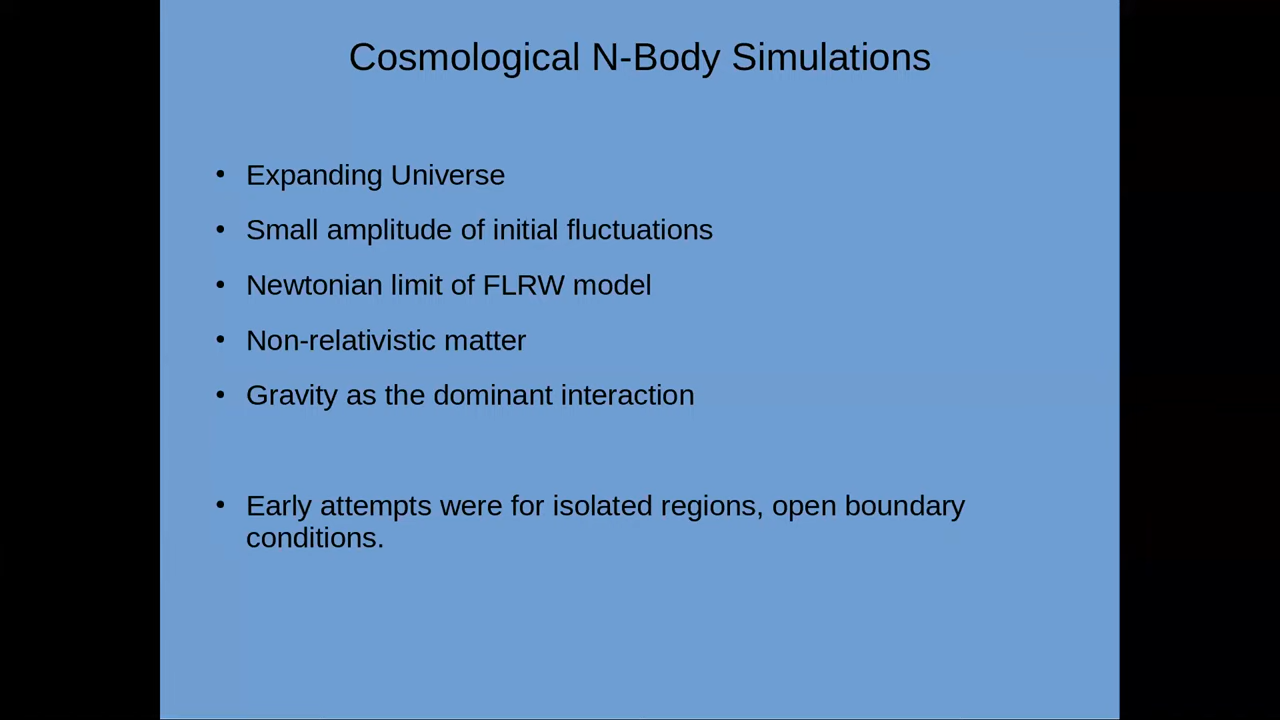 Cosmological N-Body Simulations
• Expanding Universe
• Small amplitude of initial fluctuations
• Newtonian limit of FLRW model
• Non-relativistic matter
• Gravity as the dominant interaction
• Early attempts were for isolated regions, open boundary
conditions.